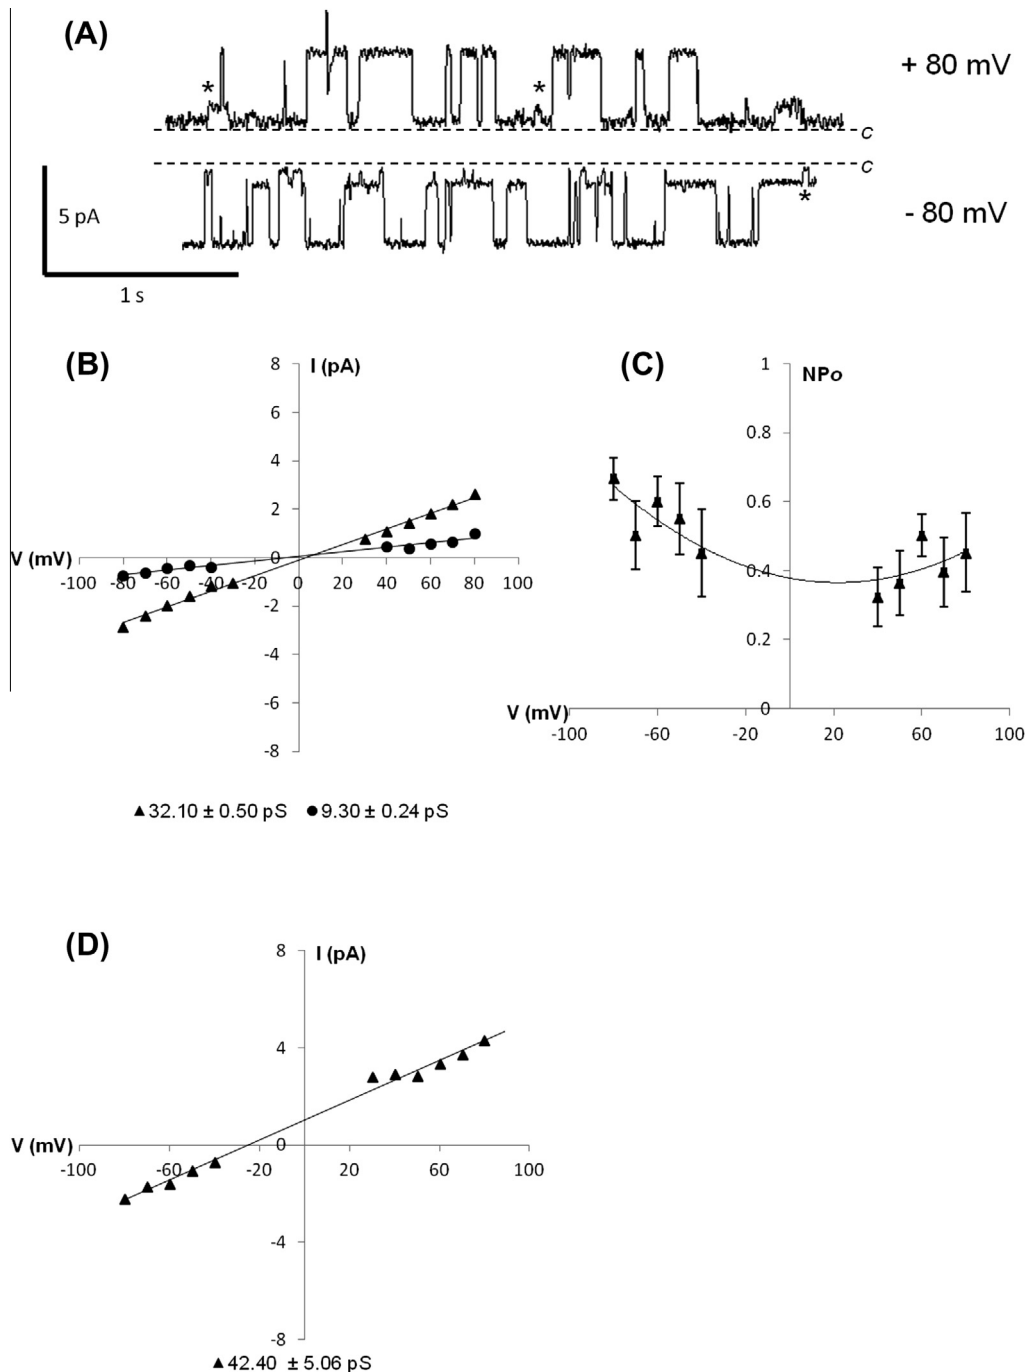 (A)
+ 80 mV
*
*
c
c
5 pA
*
- 80 mV
1 s
(B)
I (pA)
8
6
4
2
0
-2
-4
-6
-8
V (mV)
-100 -80 -60 -40 -20 0 20 40 60 80 100
▲ 32.10 ± 0.50 pS ● 9.30 ± 0.24 pS
(C)
NPo
1
0.8
0.6
0.4
0.2
0
V (mV)
-100 -60 -20 20 60 100
(D)
I (pA)
8
4
0
-4
-8
V (mV)
-100 -60 -20 20 60 100
▲ 42.40 ± 5.06 pS